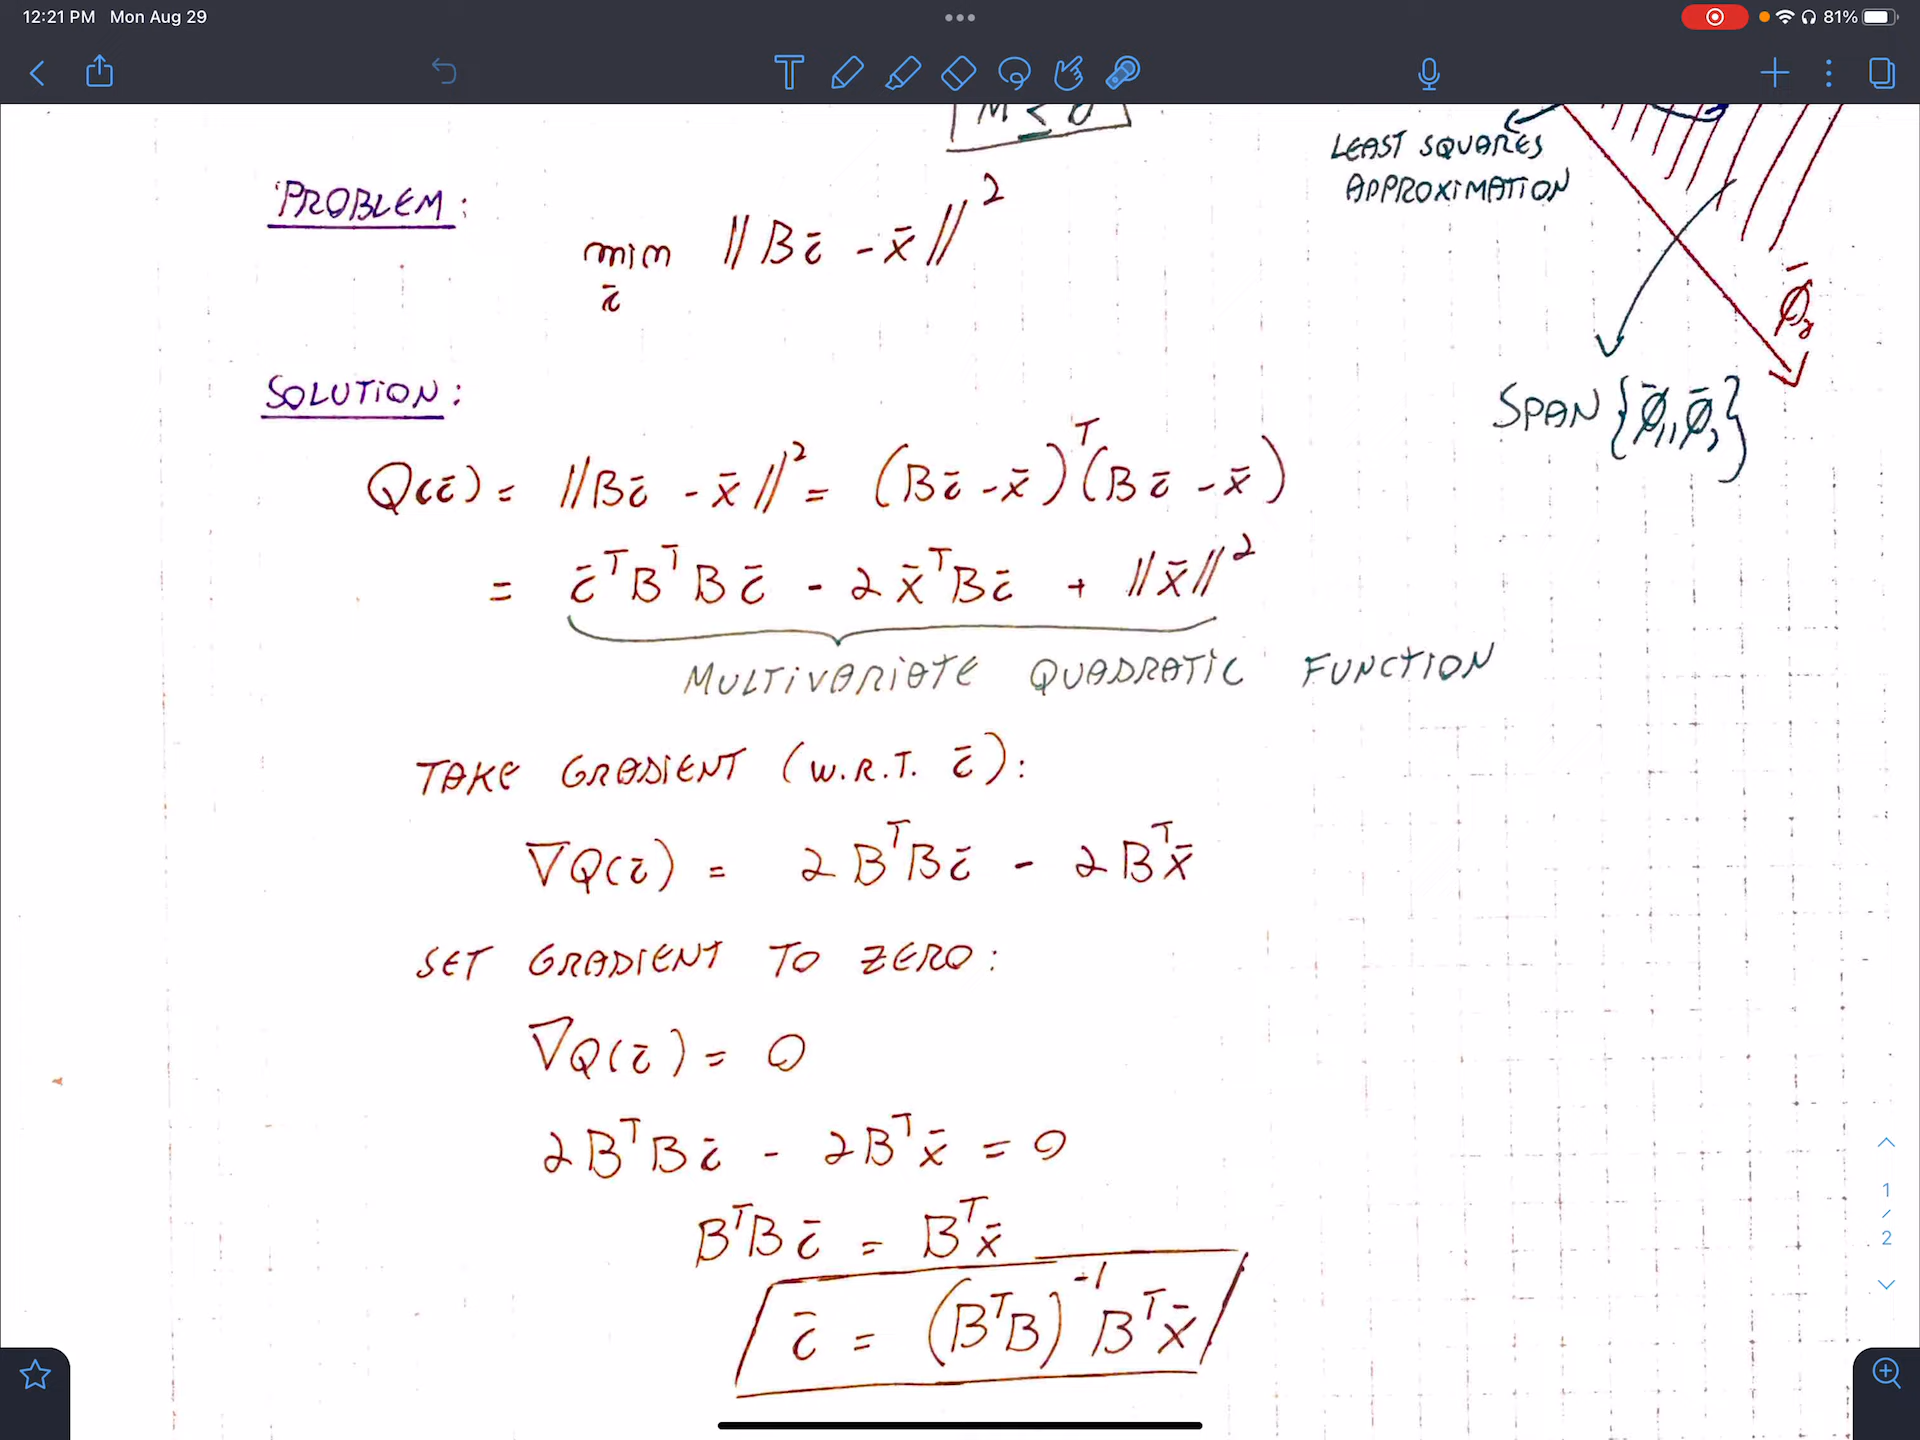 12:21 PM Mon Aug 29
81%
T
LEAST SQUARES
APPROXIMATION
PROBLEM:
min ||Bc̄ - x̄||²
c̄
φ̄₂
SPAN {φ̄₁, φ̄₂}
SOLUTION:
Q(c̄) = ||Bc̄ - x̄||² = (Bc̄ - x̄)ᵀ(Bc̄ - x̄)
= c̄ᵀBᵀBc̄ - 2x̄ᵀBc̄ + ||x̄||²
MULTIVARIATE QUADRATIC FUNCTION
TAKE GRADIENT (W.R.T. c̄):
∇Q(c̄) = 2BᵀBc̄ - 2Bᵀx̄
SET GRADIENT TO ZERO:
∇Q(c̄) = 0
2BᵀBc̄ - 2Bᵀx̄ = 0
BᵀBc̄ = Bᵀx̄
c̄ = (BᵀB)⁻¹Bᵀx̄
1
/
2